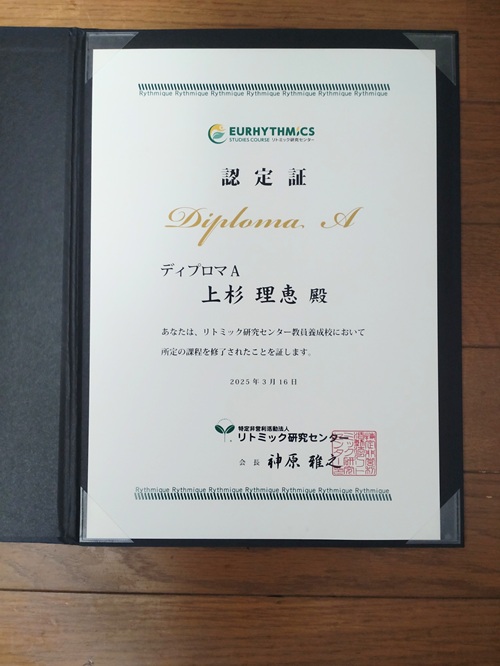 Rythmique Rythmique Rythmique Rythmique Rythmique Rythmique Rythmique
EURHYTHMiCS
STUDIES COURSE リトミック研究センター
認定証
Diploma A
ディプロマA
上杉 理恵 殿
あなたは、リトミック研究センター教員養成校において
所定の課程を修了されたことを証します。
2025年3月16日
特定非営利活動法人
リトミック研究センター
会長 神原 雅之
Rythmique Rythmique Rythmique Rythmique Rythmique Rythmique Rythmique